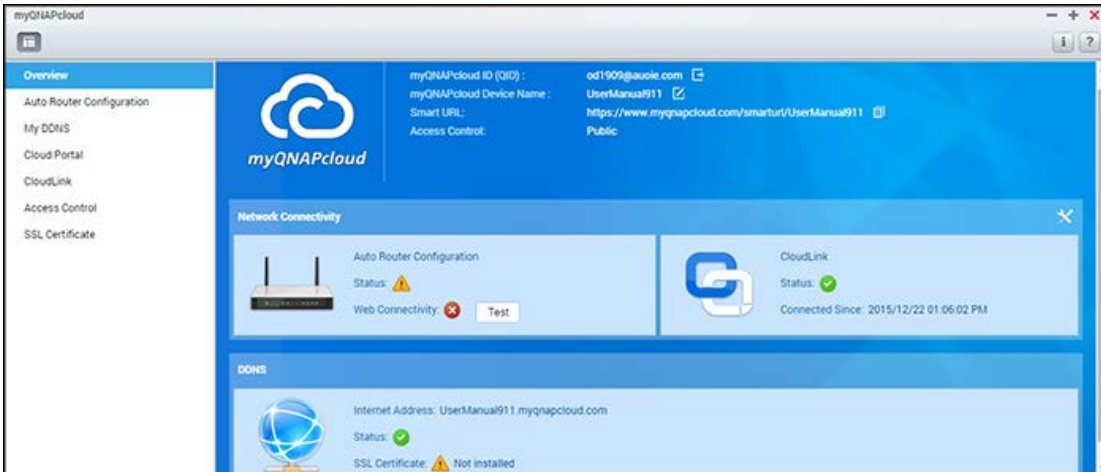 myQNAPcloud
Overview
Auto Router Configuration
My DDNS
Cloud Portal
CloudLink
Access Control
SSL Certificate
myQNAPcloud
myQNAPcloud ID (QID) : od1909@auoie.com
myQNAPcloud Device Name : UserManual911
Smart URL: https://www.myqnapcloud.com/smarturl/UserManual911
Access Control: Public
Network Connectivity
Auto Router Configuration
Status:
Web Connectivity: Test
CloudLink
Status:
Connected Since: 2015/12/22 01:06:02 PM
DDNS
Internet Address: UserManual911.myqnapcloud.com
Status:
SSL Certificate: Not installed